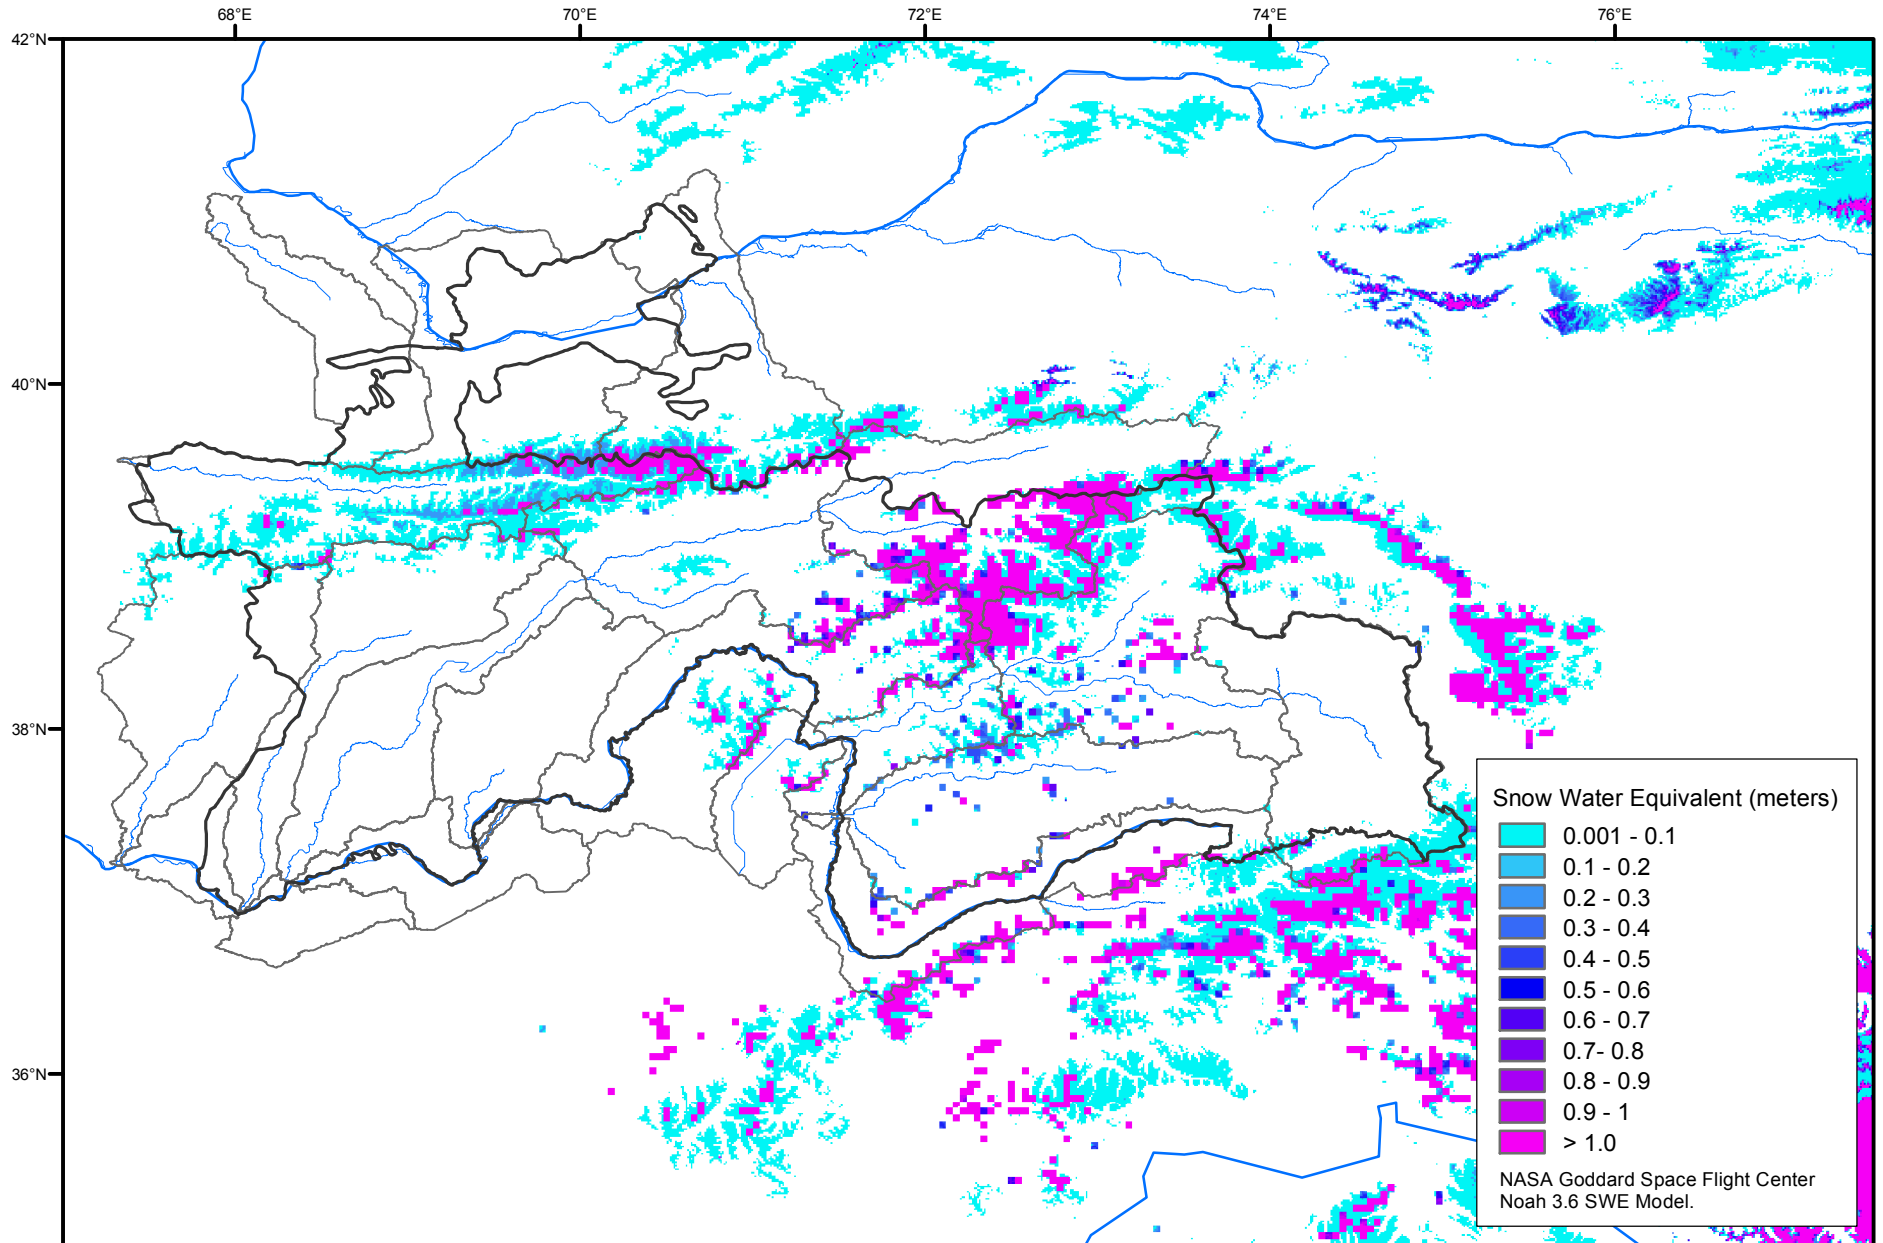 68°E 70°E 72°E 74°E 76°E
42°N
40°N
38°N
36°N
Snow Water Equivalent (meters)
0.001 - 0.1
0.1 - 0.2
0.2 - 0.3
0.3 - 0.4
0.4 - 0.5
0.5 - 0.6
0.6 - 0.7
0.7- 0.8
0.8 - 0.9
0.9 - 1
> 1.0
NASA Goddard Space Flight Center
Noah 3.6 SWE Model.